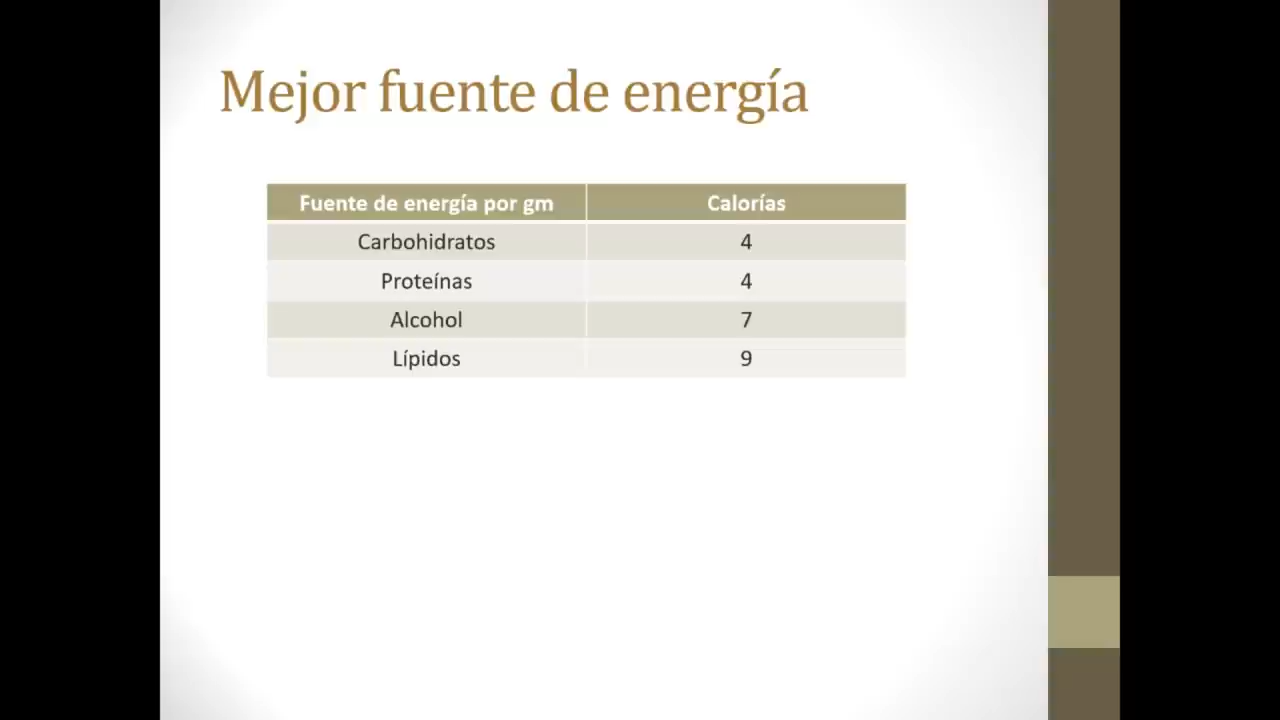 Mejor fuente de energía
Fuente de energía por gm Calorías
Carbohidratos 4
Proteínas 4
Alcohol 7
Lípidos 9